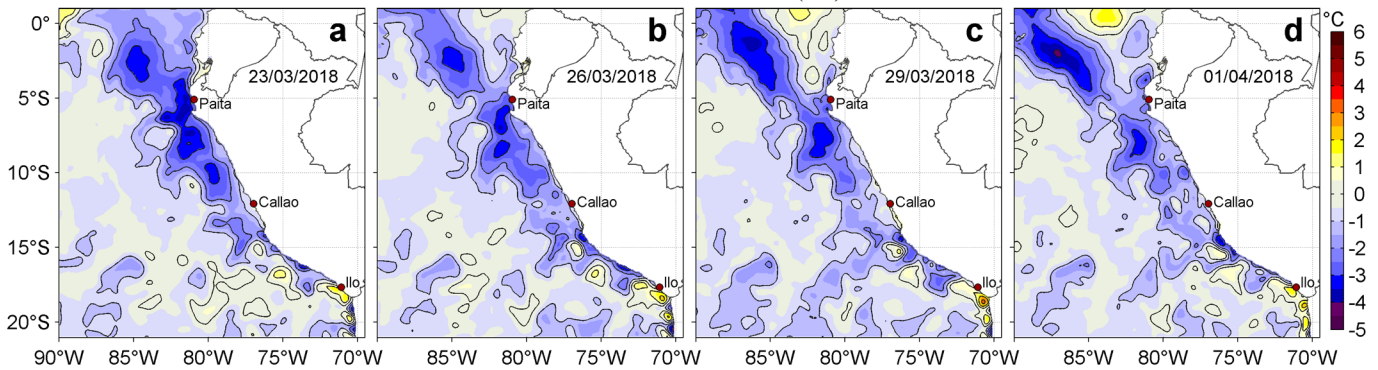 a
b
c
d
23/03/2018
26/03/2018
29/03/2018
01/04/2018
Paita
Paita
Paita
Paita
Callao
Callao
Callao
Callao
Ilo
Ilo
Ilo
Ilo
0°
5°S
10°S
15°S
20°S
90°W 85°W 80°W 75°W 70°W
85°W 80°W 75°W 70°W
85°W 80°W 75°W 70°W
85°W 80°W 75°W 70°W
°C
6
5
4
3
2
1
0
-1
-2
-3
-4
-5